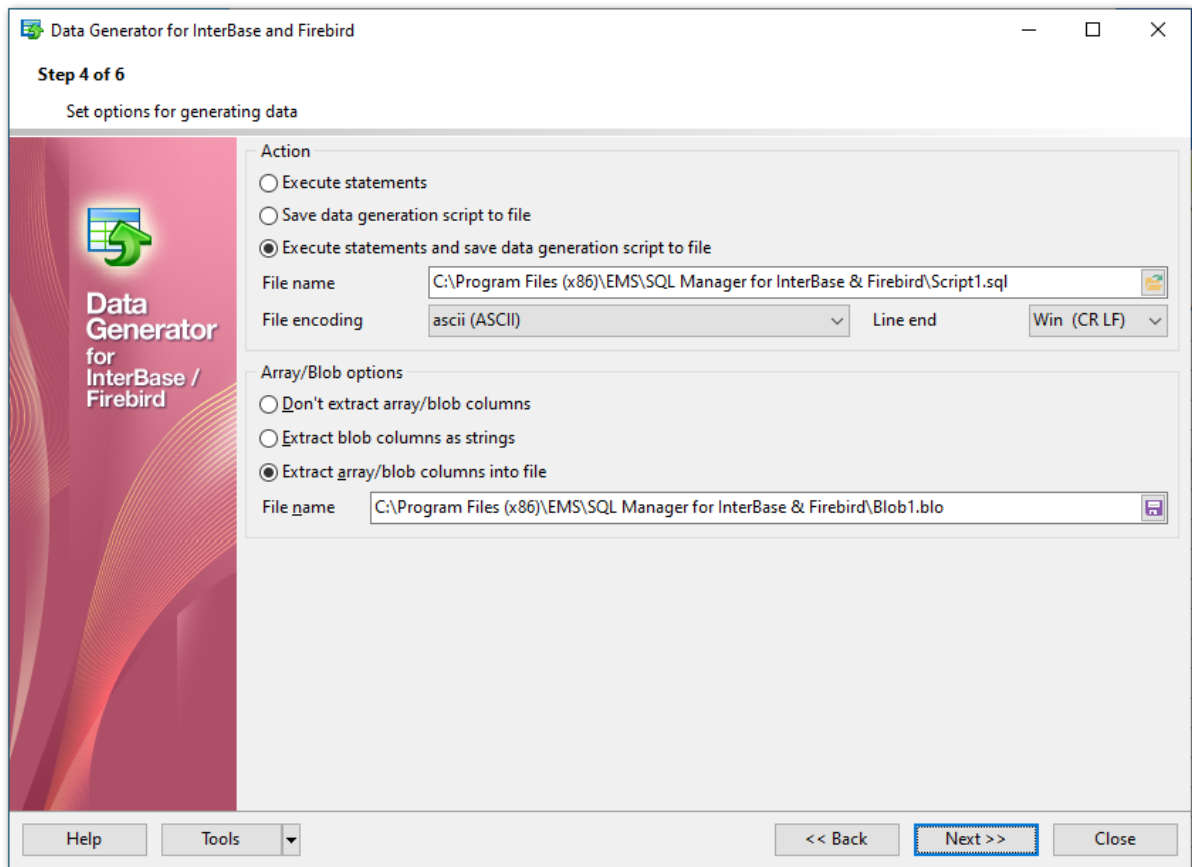 Data Generator for InterBase and Firebird
Step 4 of 6
Set options for generating data
Data
Generator
for
InterBase /
Firebird
Action
Execute statements
Save data generation script to file
Execute statements and save data generation script to file
File name C:\Program Files (x86)\EMS\SQL Manager for InterBase & Firebird\Script1.sql
File encoding ascii (ASCII) Line end Win (CR LF)
Array/Blob options
Don't extract array/blob columns
Extract blob columns as strings
Extract array/blob columns into file
File name C:\Program Files (x86)\EMS\SQL Manager for InterBase & Firebird\Blob1.blo
Help Tools << Back Next >> Close